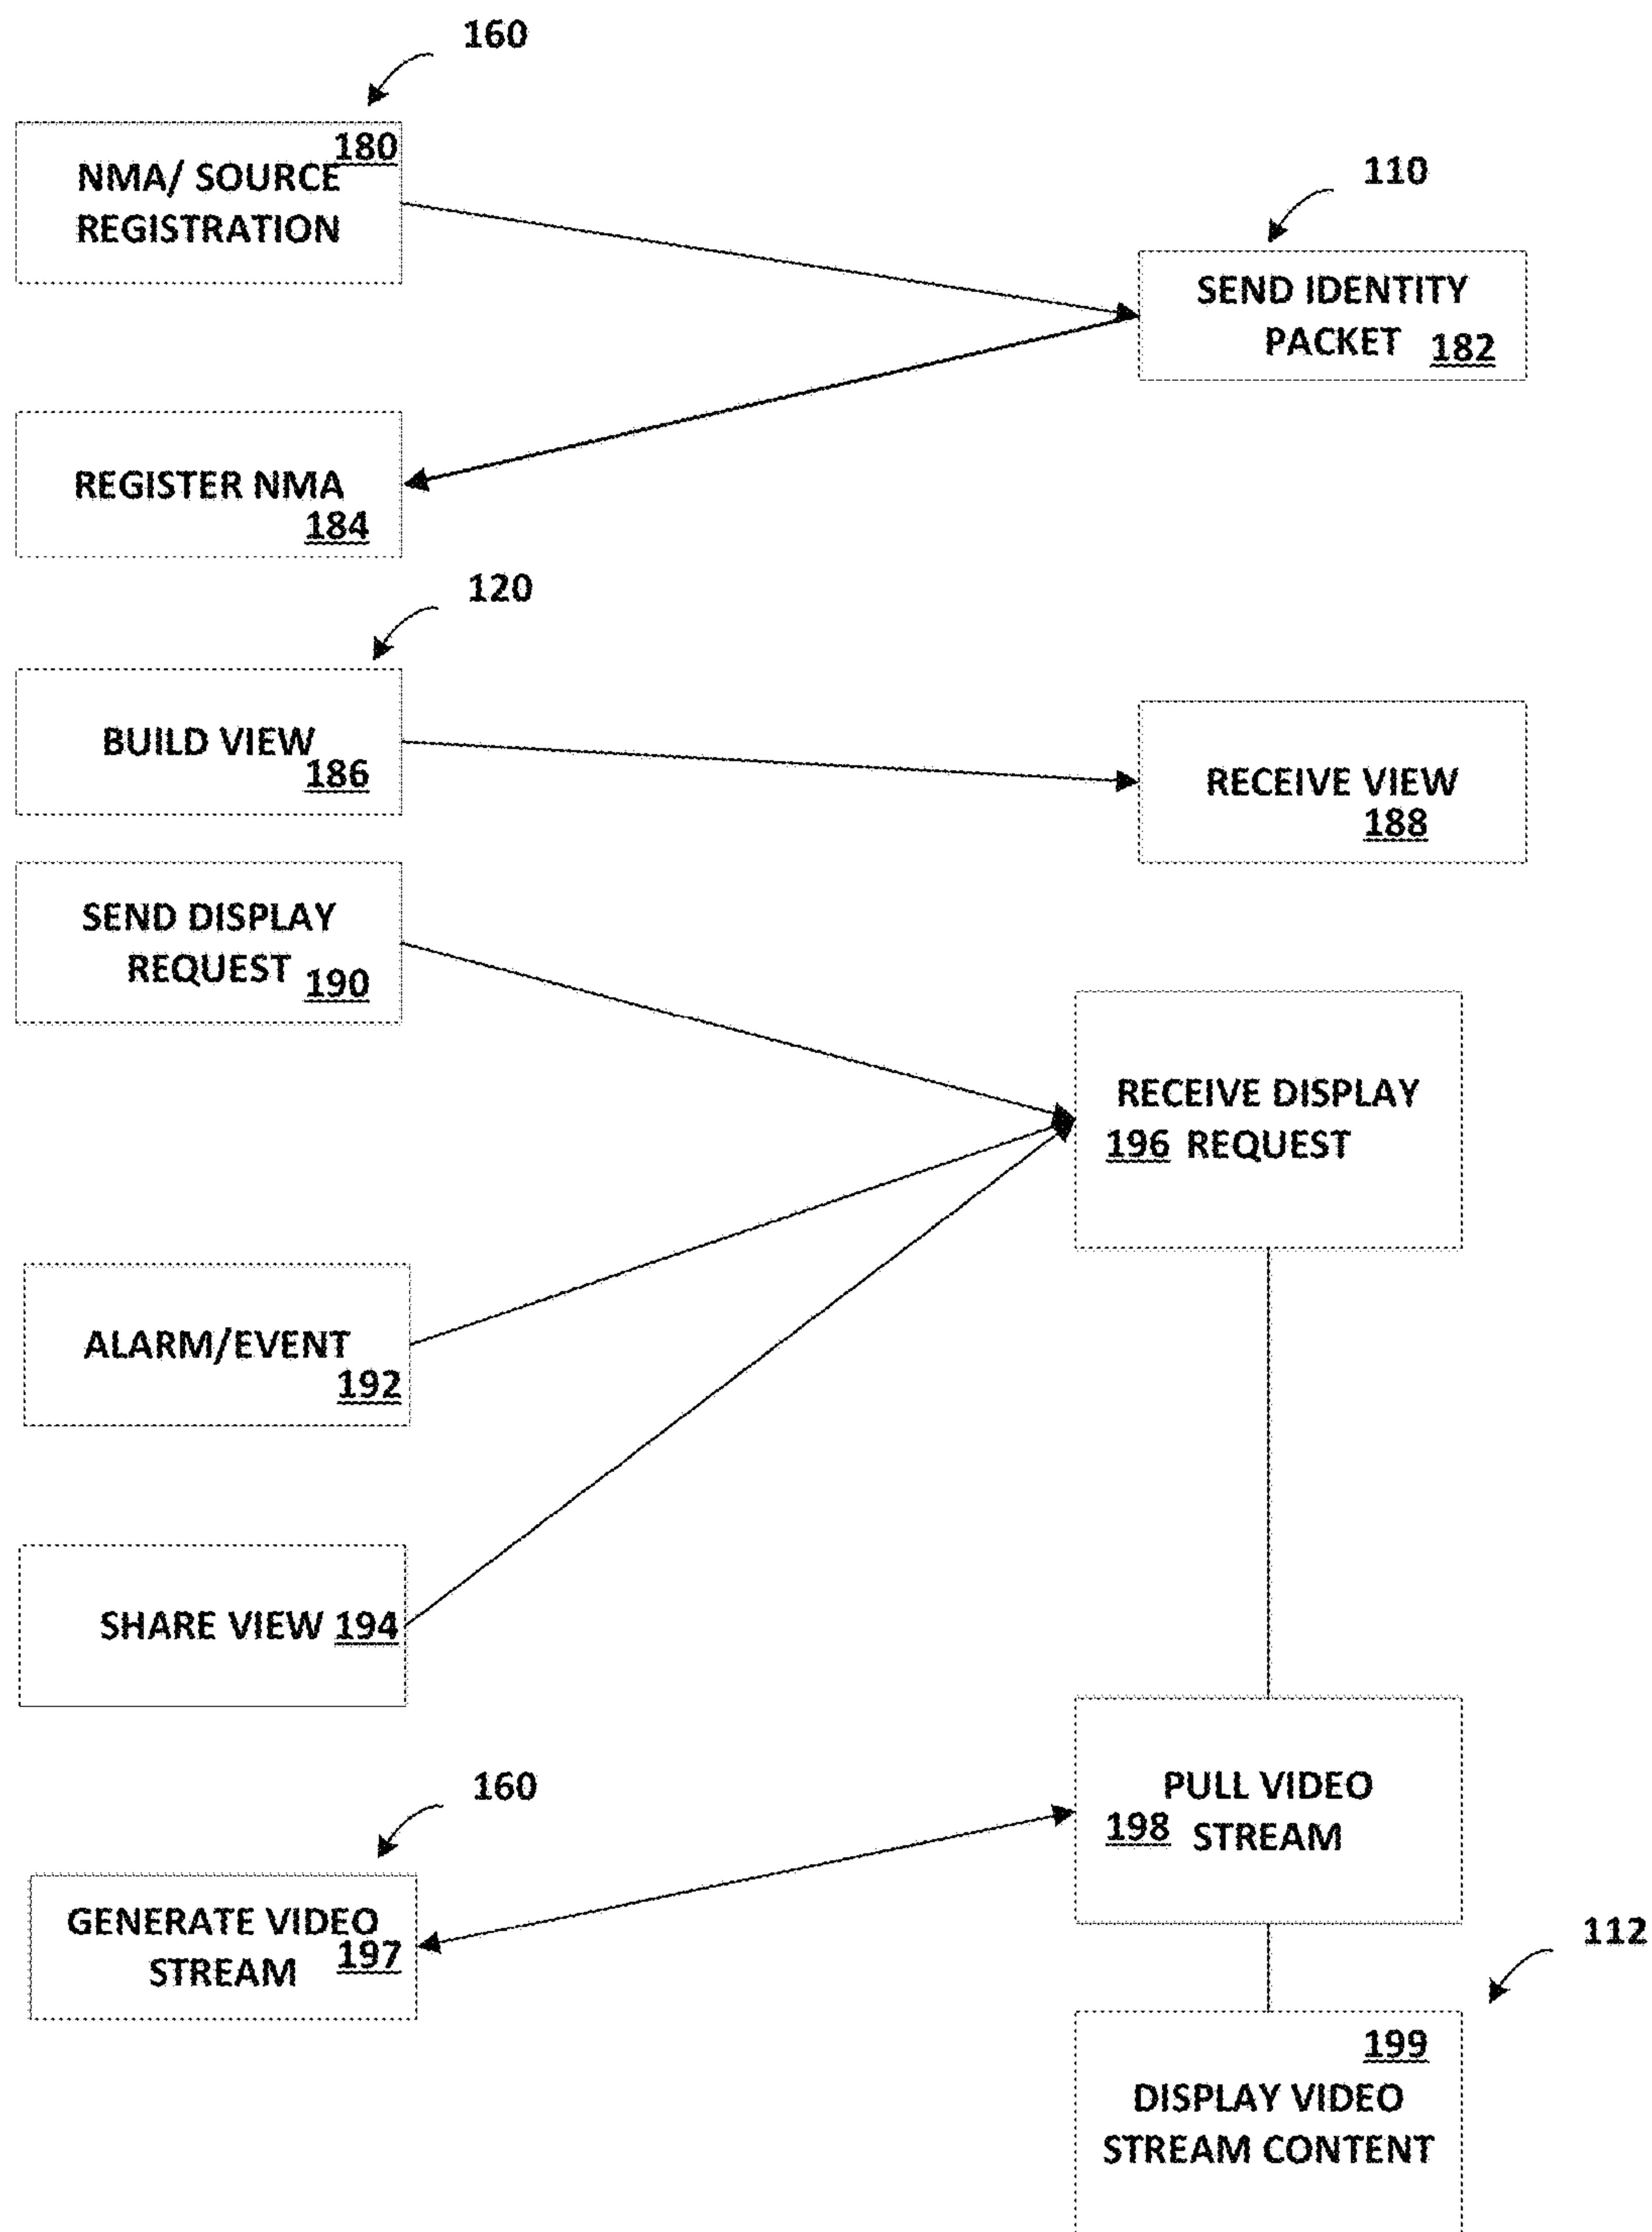 160
180
NMA/ SOURCE
REGISTRATION
110
SEND IDENTITY
PACKET 182
REGISTER NMA
184
120
BUILD VIEW
186
RECEIVE VIEW
188
SEND DISPLAY
REQUEST 190
RECEIVE DISPLAY
196 REQUEST
ALARM/EVENT
192
SHARE VIEW 194
PULL VIDEO
198 STREAM
160
GENERATE VIDEO
197
STREAM
112
199
DISPLAY VIDEO
STREAM CONTENT